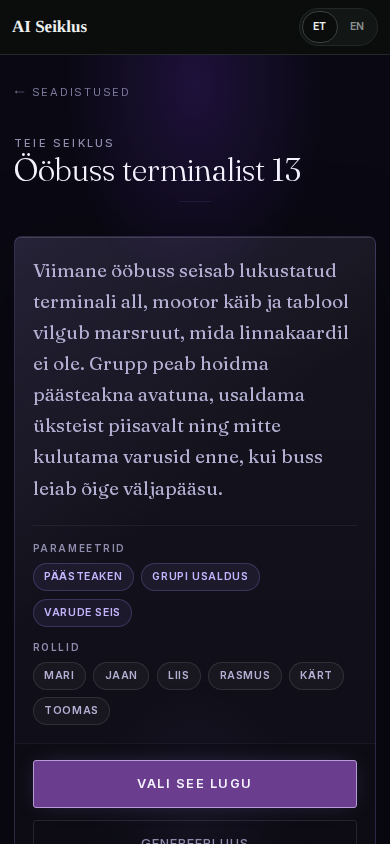 AI Seiklus
ET
EN
← SEADISTUSED
TEIE SEIKLUS
Ööbuss terminalist 13
Viimane ööbuss seisab lukustatud
terminali all, mootor käib ja tablool
vilgub marsruut, mida linnakaardil
ei ole. Grupp peab hoidma
päästeakna avatuna, usaldama
üksteist piisavalt ning mitte
kulutama varusid enne, kui buss
leiab õige väljapääsu.
PARAMEETRID
PÄÄSTEAKEN
GRUPI USALDUS
VARUDE SEIS
ROLLID
MARI
JAAN
LIIS
RASMUS
KÄRT
TOOMAS
VALI SEE LUGU